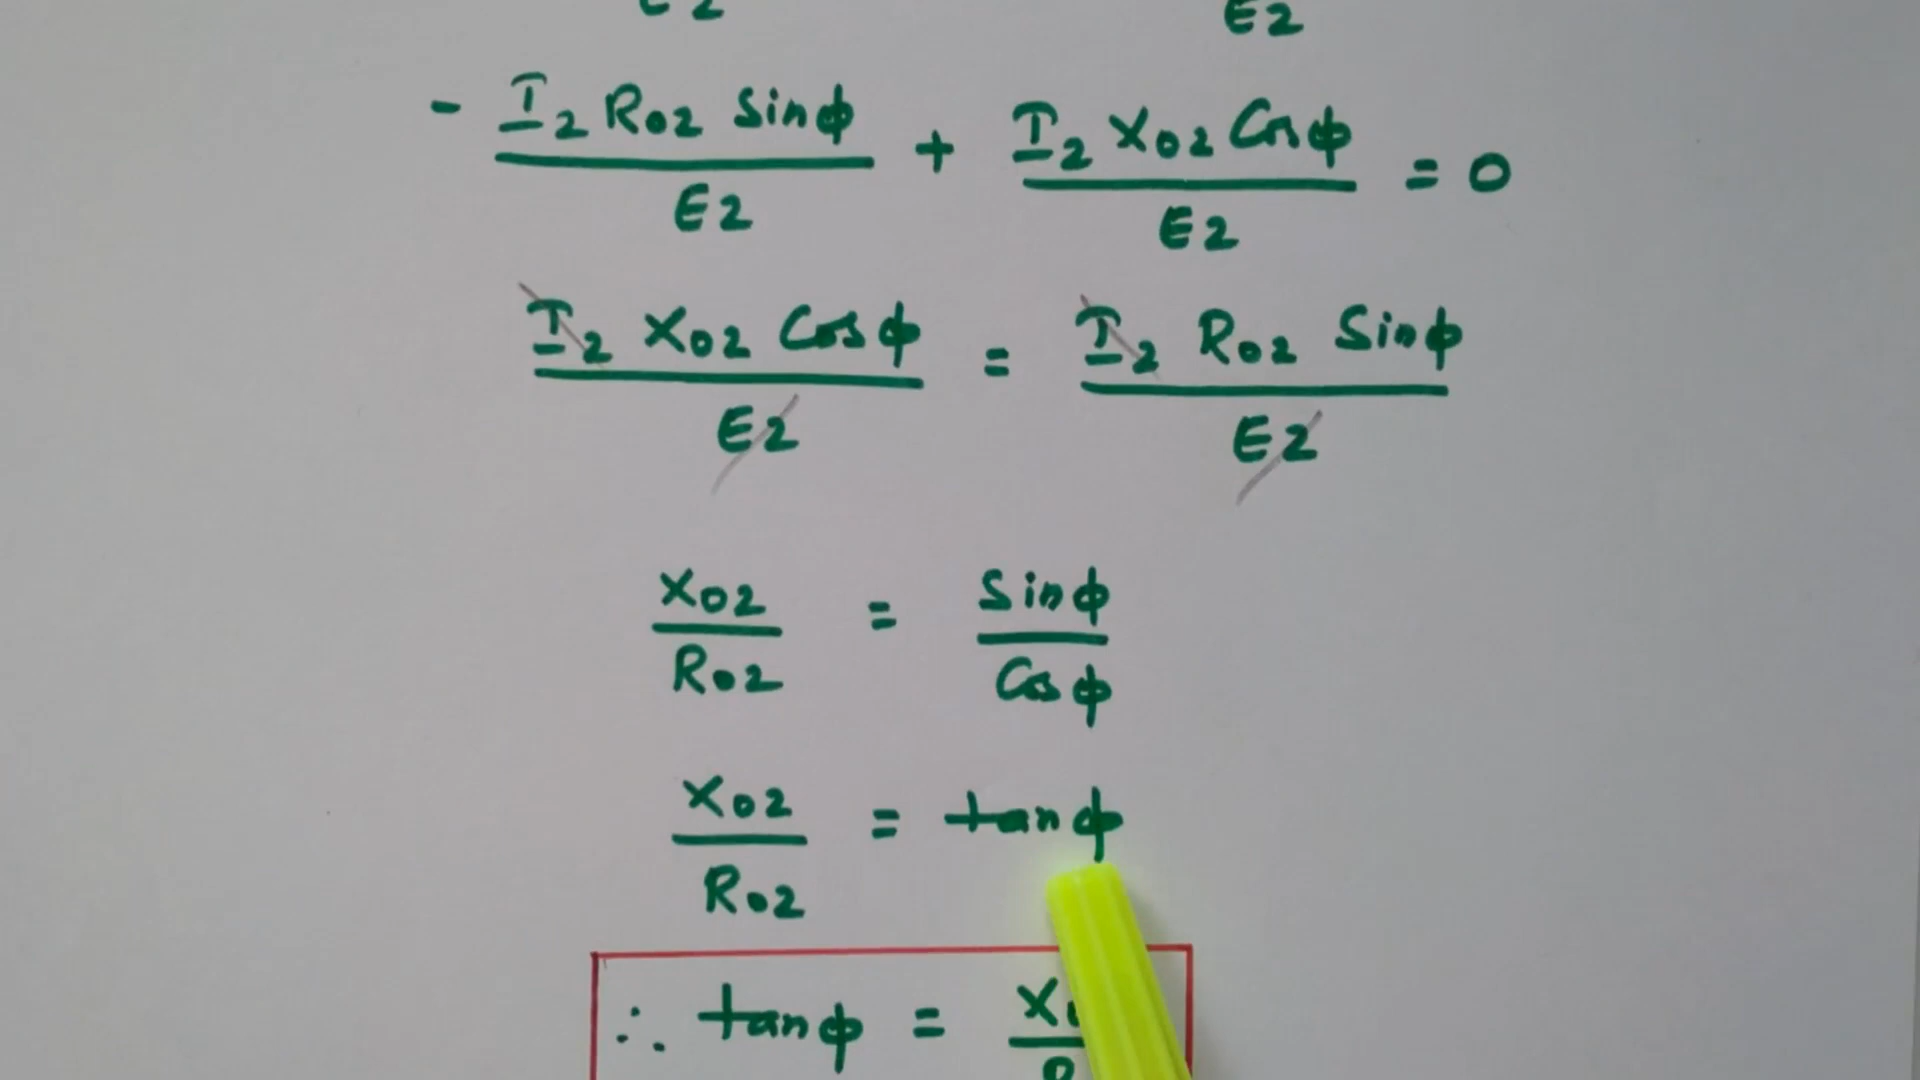 E2 E2
- I2 R02 Sinϕ + I2 X02 Cosϕ = 0
E2 E2
I2 X02 Cosϕ = I2 R02 Sinϕ
E2 E2
X02 = Sinϕ
R02 Cosϕ
X02 = tanϕ
R02
∴ tanϕ = X